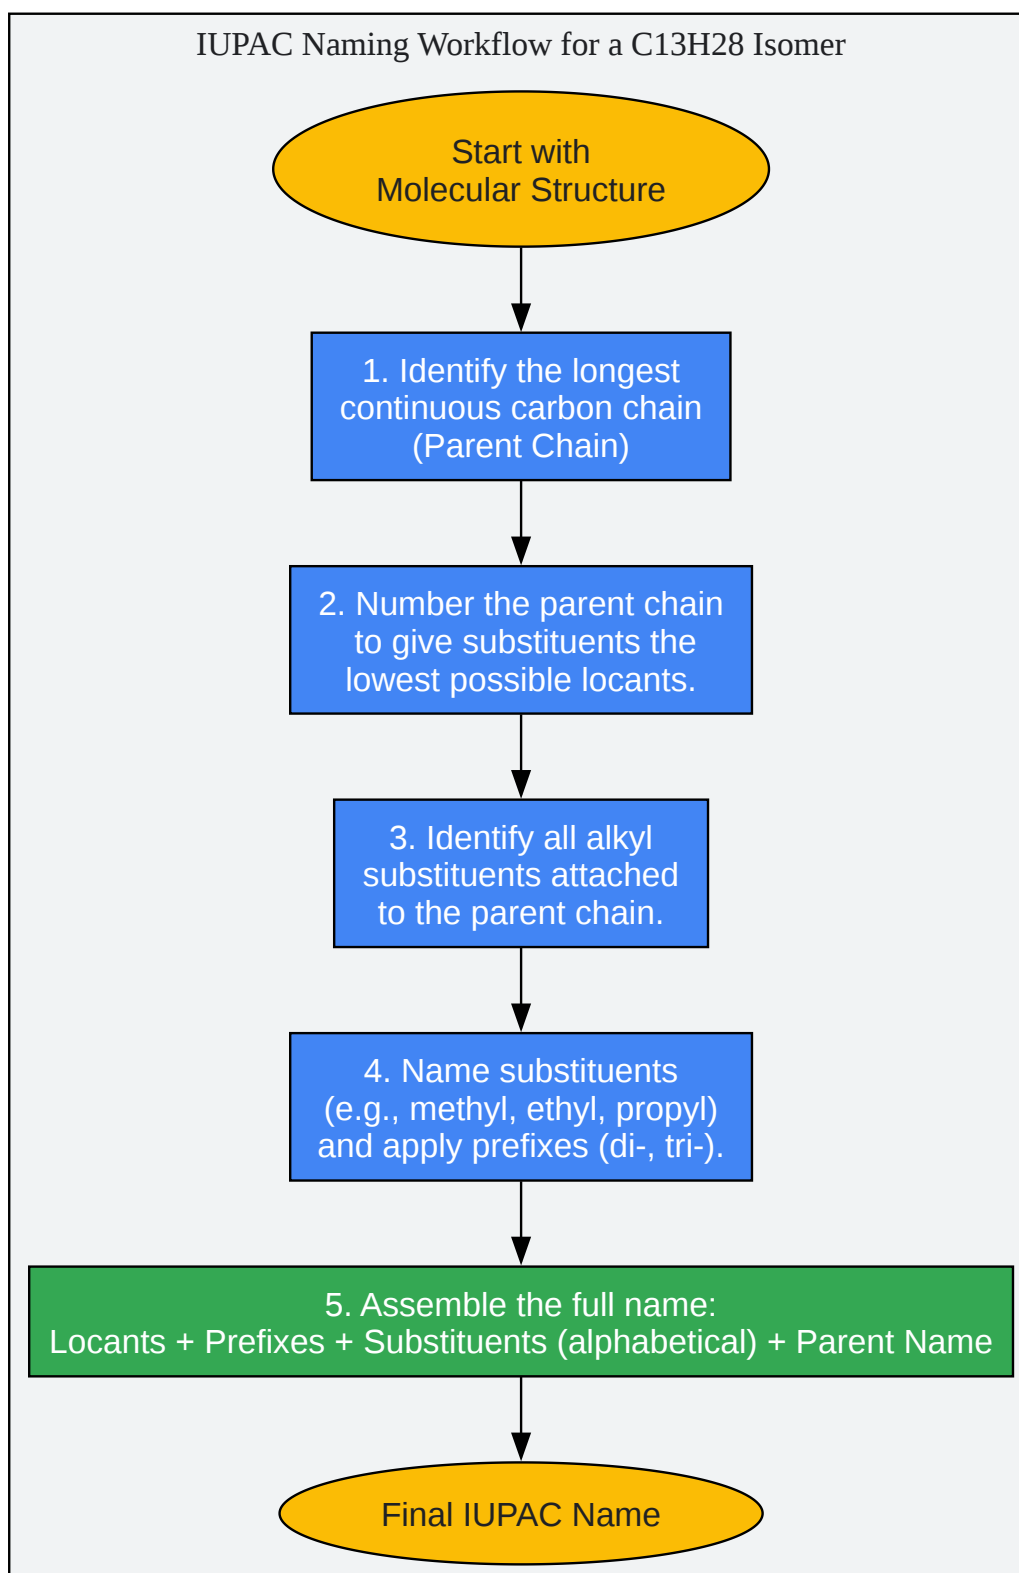 IUPAC Naming Workflow for a C13H28 Isomer
Start with
Molecular Structure
1. Identify the longest
continuous carbon chain
(Parent Chain)
2. Number the parent chain
to give substituents the
lowest possible locants.
3. Identify all alkyl
substituents attached
to the parent chain.
4. Name substituents
(e.g., methyl, ethyl, propyl)
and apply prefixes (di-, tri-).
5. Assemble the full name:
Locants + Prefixes + Substituents (alphabetical) + Parent Name
Final IUPAC Name